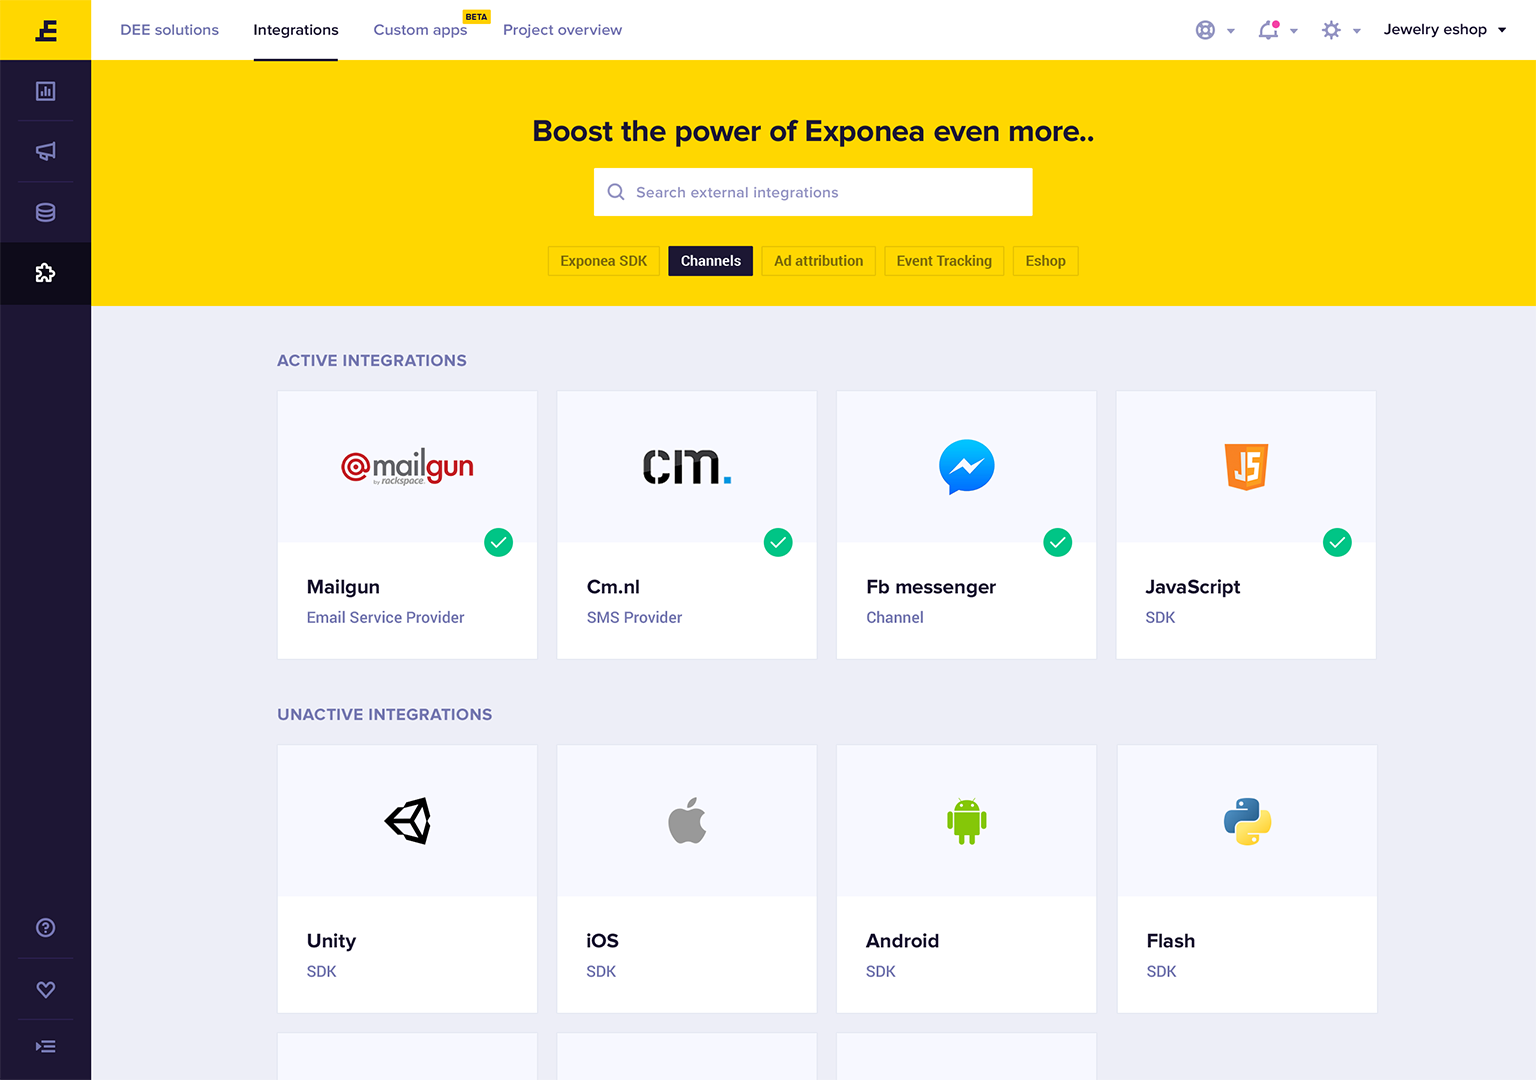 DEE solutions
Integrations
Custom apps
BETA
Project overview
Jewelry eshop
Boost the power of Exponea even more..
Search external integrations
Exponea SDK
Channels
Ad attribution
Event Tracking
Eshop
ACTIVE INTEGRATIONS
@mailgun
by rackspace.
cm.
JS
Mailgun
Email Service Provider
Cm.nl
SMS Provider
Fb messenger
Channel
JavaScript
SDK
UNACTIVE INTEGRATIONS
Unity
SDK
iOS
SDK
Android
SDK
Flash
SDK